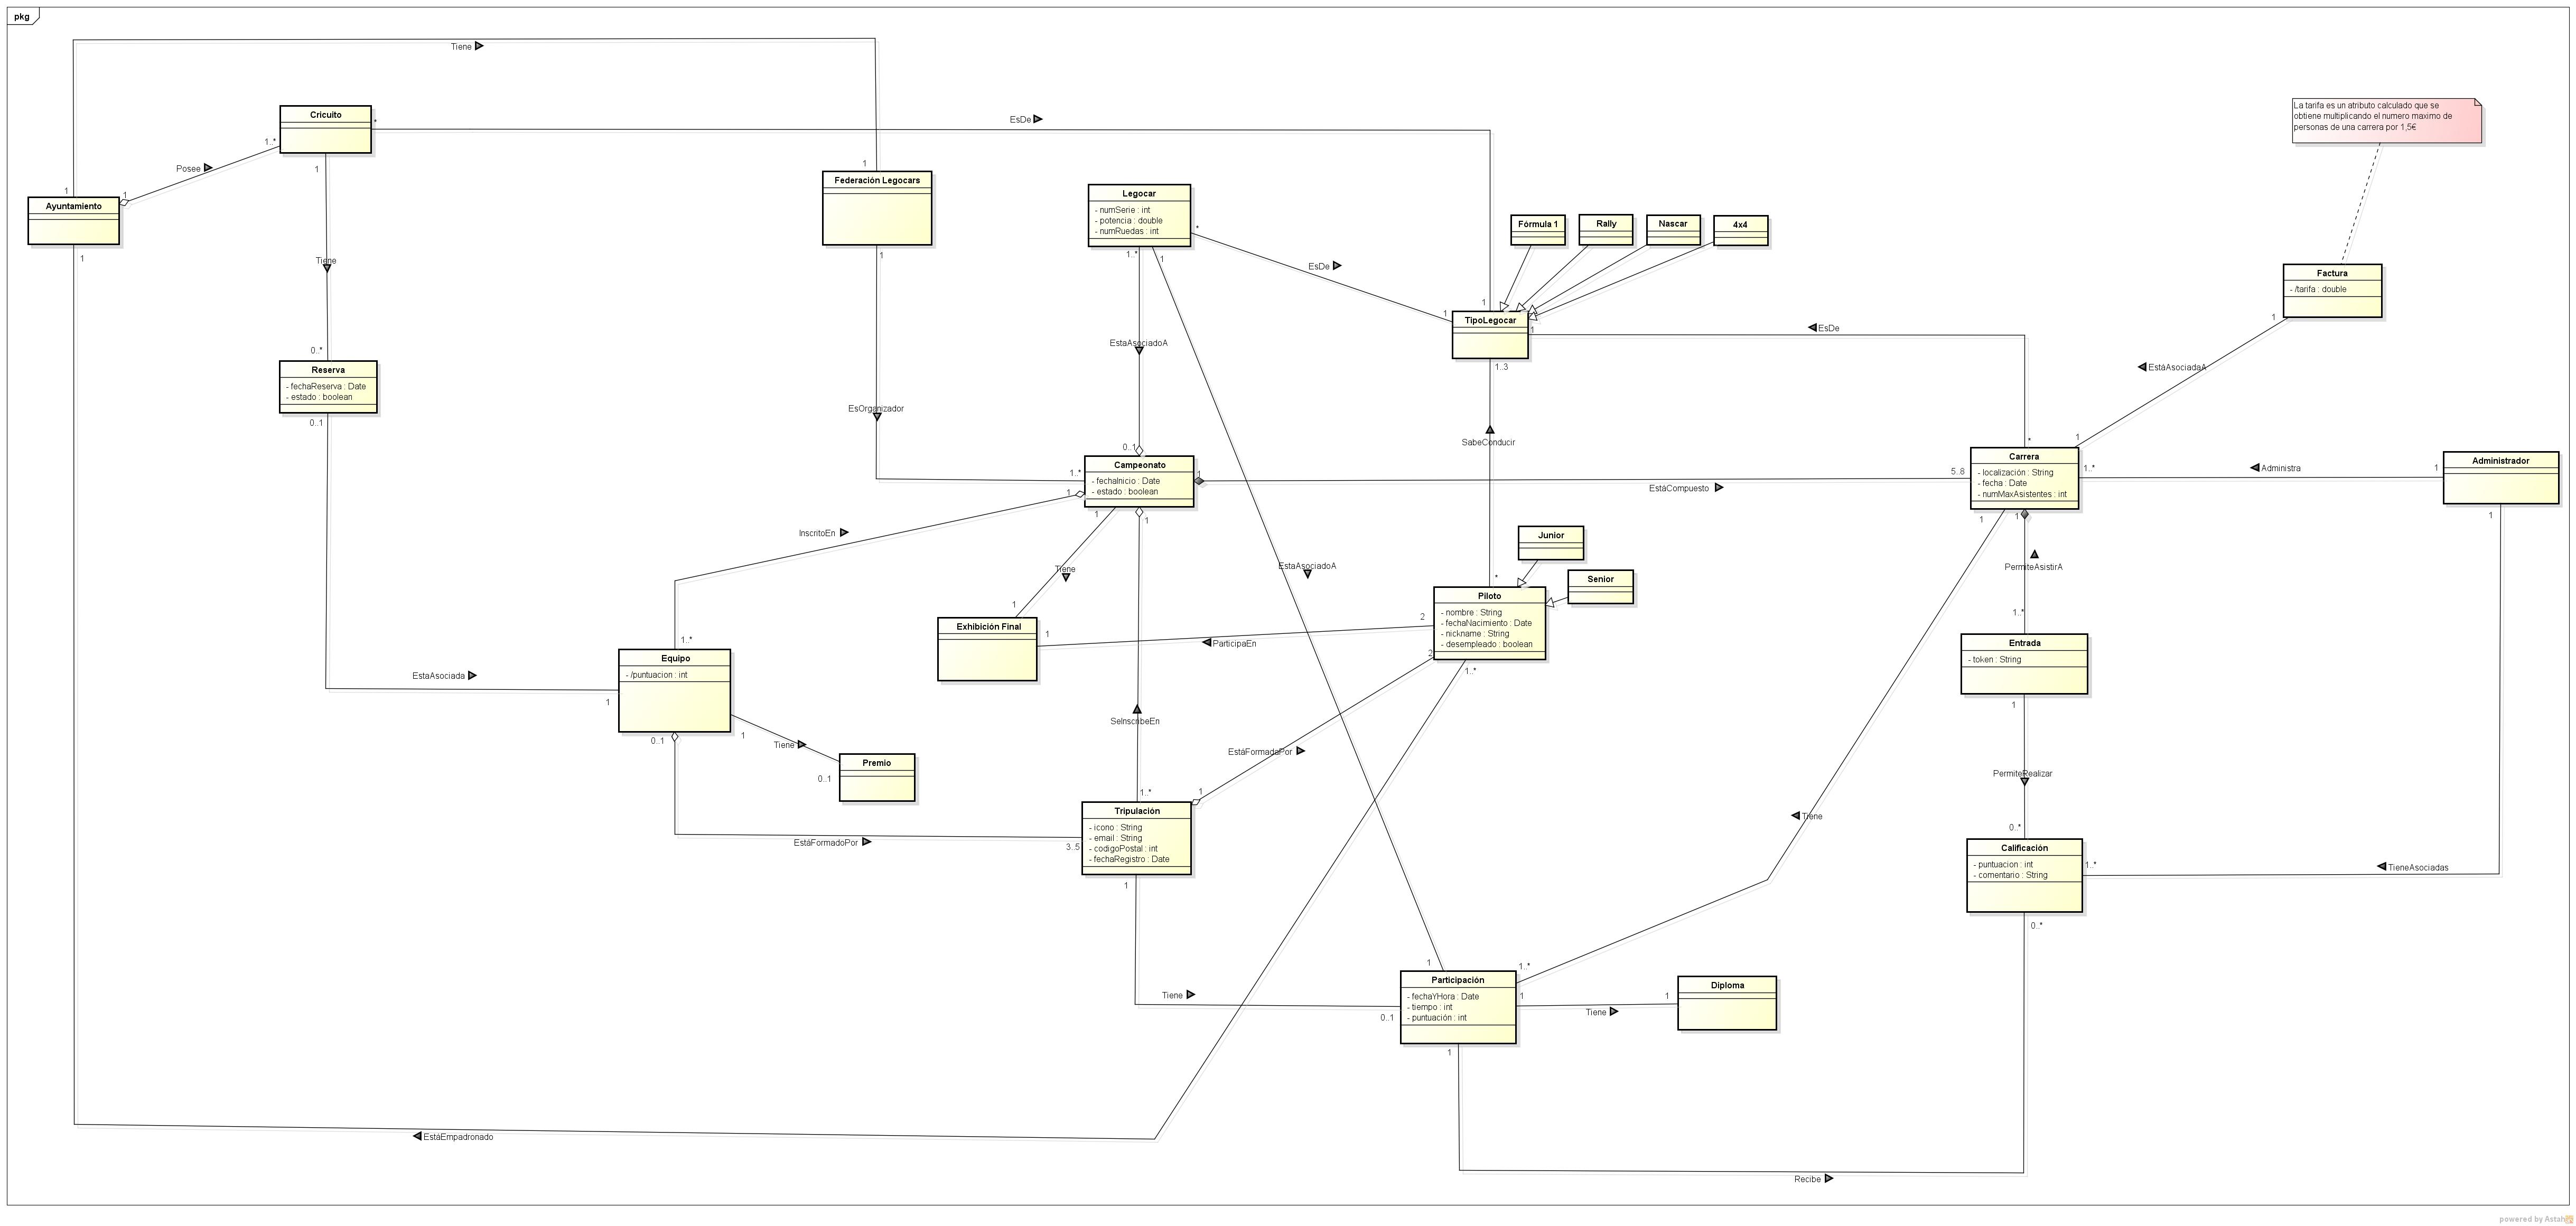 pkg
Tiene
La tarifa es un atributo calculado que se
obtiene multiplicando el numero maximo de
personas de una carrera por 1,5€
Cricuito
*
EsDe
1..*
Posee
1
1
1
1
Ayuntamiento
1
1
Federación Legocars
1
Legocar
- numSerie : int
- potencia : double
- numRuedas : int
*
1..*
1
Fórmula 1
Rally
Nascar
4x4
Tiene
EsDe
Factura
- /tarifa : double
1
1
1
TipoLegocar
1
1..3
EsDe
EstaAsociadoA
0..*
Reserva
- fechaReserva : Date
- estado : boolean
0..1
EstáAsociadaA
EsOrganizador
SabeConducir
1
*
0..1
1..*
1
Campeonato
- fechaInicio : Date
- estado : boolean
1
1
1
EstáCompuesto
5..8
Carrera
- localización : String
- fecha : Date
- numMaxAsistentes : int
1..*
Administra
1
Administrador
1
1
1
InscritoEn
Tiene
EstaAsociadoA
Junior
Senior
PermiteAsistirA
*
1
Exhibición Final
1
ParticipaEn
2
Piloto
- nombre : String
- fechaNacimiento : Date
- nickname : String
- desempleado : boolean
2
1..*
1..*
Entrada
- token : String
1
1..*
Equipo
- /puntuacion : int
EstaAsociada
1
0..1
1
Tiene
0..1
Premio
SeInscribeEn
EstáFormadoPor
1
1..*
PermiteRealizar
Tripulación
- icono : String
- email : String
- codigoPostal : int
- fechaRegistro : Date
EstáFormadoPor
3..5
1
Tiene
0..*
Calificación
- puntuacion : int
- comentario : String
1..*
TieneAsociadas
0..*
1
1..*
Participación
- fechaYHora : Date
- tiempo : int
- puntuación : int
Tiene
0..1
1
Tiene
1
Diploma
1
EstáEmpadronado
Recibe
powered by Astah